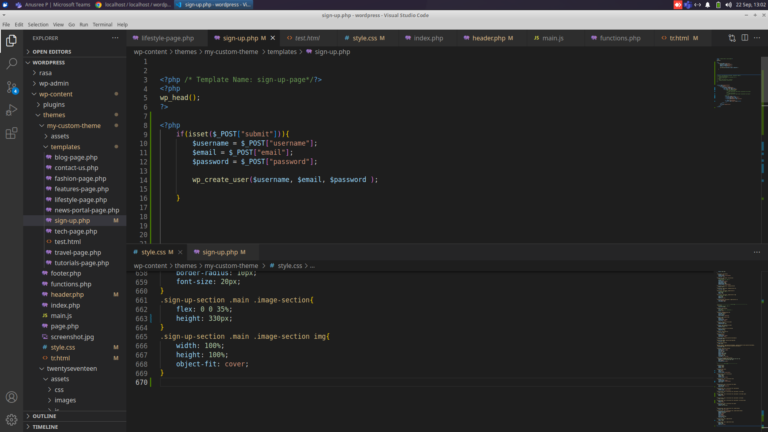 Anszree P | Microsoft Teams
localhost / localhost / wordp...
sign-up.php - wordpress - Vi...
22 Sep, 13:02
sign-up.php - wordpress - Visual Studio Code
File Edit Selection View Go Run Terminal Help
EXPLORER
OPEN EDITORS
WORDPRESS
rasa
wp-admin
wp-content
plugins
themes
my-custom-theme
assets
templates
blog-page.php
contact-us.php
fashion-page.php
features-page.php
lifestyle-page.php
news-portal-page.php
sign-up.php M
tech-page.php
test.html
travel-page.php
tutorials-page.php
footer.php
functions.php
header.php M
index.php
main.js
page.php
screenshot.jpg
style.css M
tr.html M
twentyseventeen
assets
css
images
js
OUTLINE
TIMELINE
lifestyle-page.php
sign-up.php M
test.html
style.css M
index.php
header.php M
main.js
functions.php
tr.html M
wp-content > themes > my-custom-theme > templates > sign-up.php
1
2
3 <?php /* Template Name: sign-up-page*/?>
4 <?php
5 wp_head();
6 ?>
7
8 <?php
9 if(isset($_POST["submit"])){
10 $username = $_POST["username"];
11 $email = $_POST["email"];
12 $password = $_POST["password"];
13
14 wp_create_user($username, $email, $password );
15
16 }
17
18
19
20
21
style.css M
sign-up.php M
wp-content > themes > my-custom-theme > style.css > ...
658 border-radius: 10px;
659 font-size: 20px;
660 }
661 .sign-up-section .main .image-section{
662 flex: 0 0 35%;
663 height: 330px;
664 }
665 .sign-up-section .main .image-section img{
666 width: 100%;
667 height: 100%;
668 object-fit: cover;
669 }
670